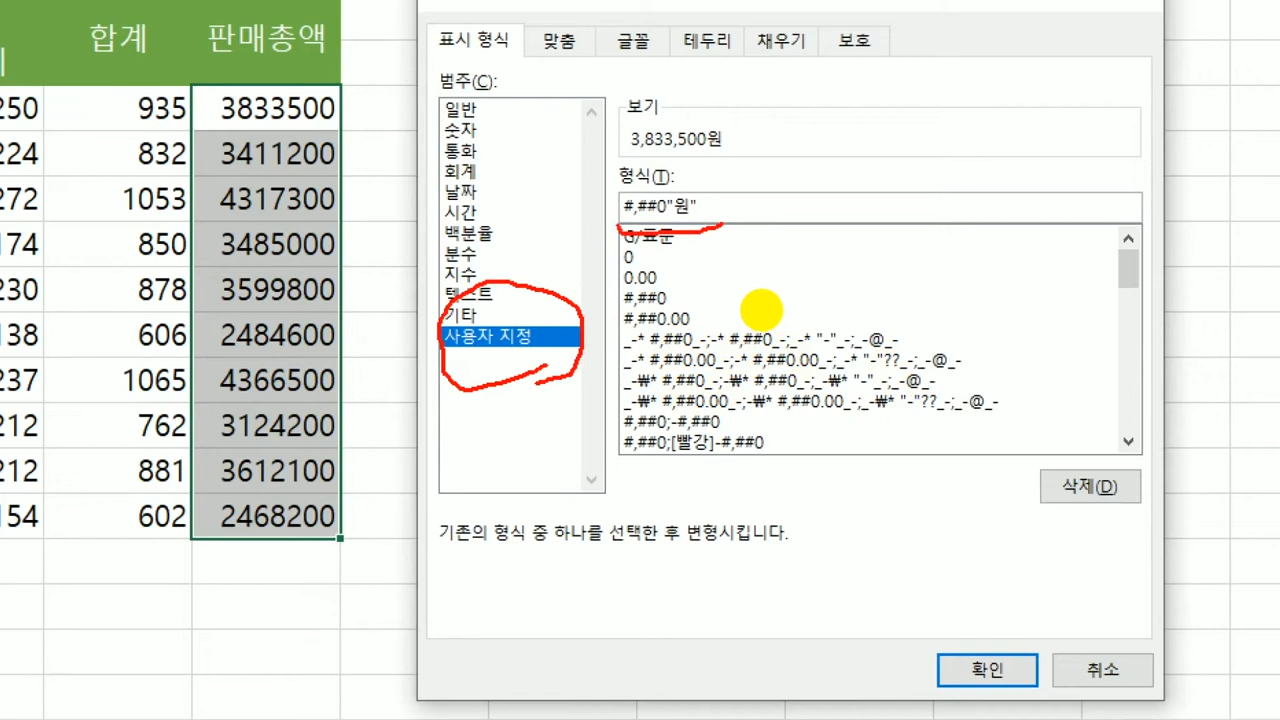 합계 판매총액
250 935 3833500
224 832 3411200
272 1053 4317300
174 850 3485000
230 878 3599800
138 606 2484600
237 1065 4366500
212 762 3124200
212 881 3612100
154 602 2468200
표시 형식 맞춤 글꼴 테두리 채우기 보호
범주(C):
일반
숫자
통화
회계
날짜
시간
백분율
분수
지수
텍스트
기타
사용자 지정
보기
3,833,500원
형식(T):
#,##0"원"
G/표준
0
0.00
#,##0
#,##0.00
_-* #,##0_-;-* #,##0_-;_-* "-"_-;_-@_-
_-* #,##0.00_-;-* #,##0.00_-;_-* "-"??_-;_-@_-
_-₩* #,##0_-;-₩* #,##0_-;_-₩* "-"_-;_-@_-
_-₩* #,##0.00_-;-₩* #,##0.00_-;_-₩* "-"??_-;_-@_-
#,##0;-#,##0
#,##0;[빨강]-#,##0
삭제(D)
기존의 형식 중 하나를 선택한 후 변형시킵니다.
확인 취소